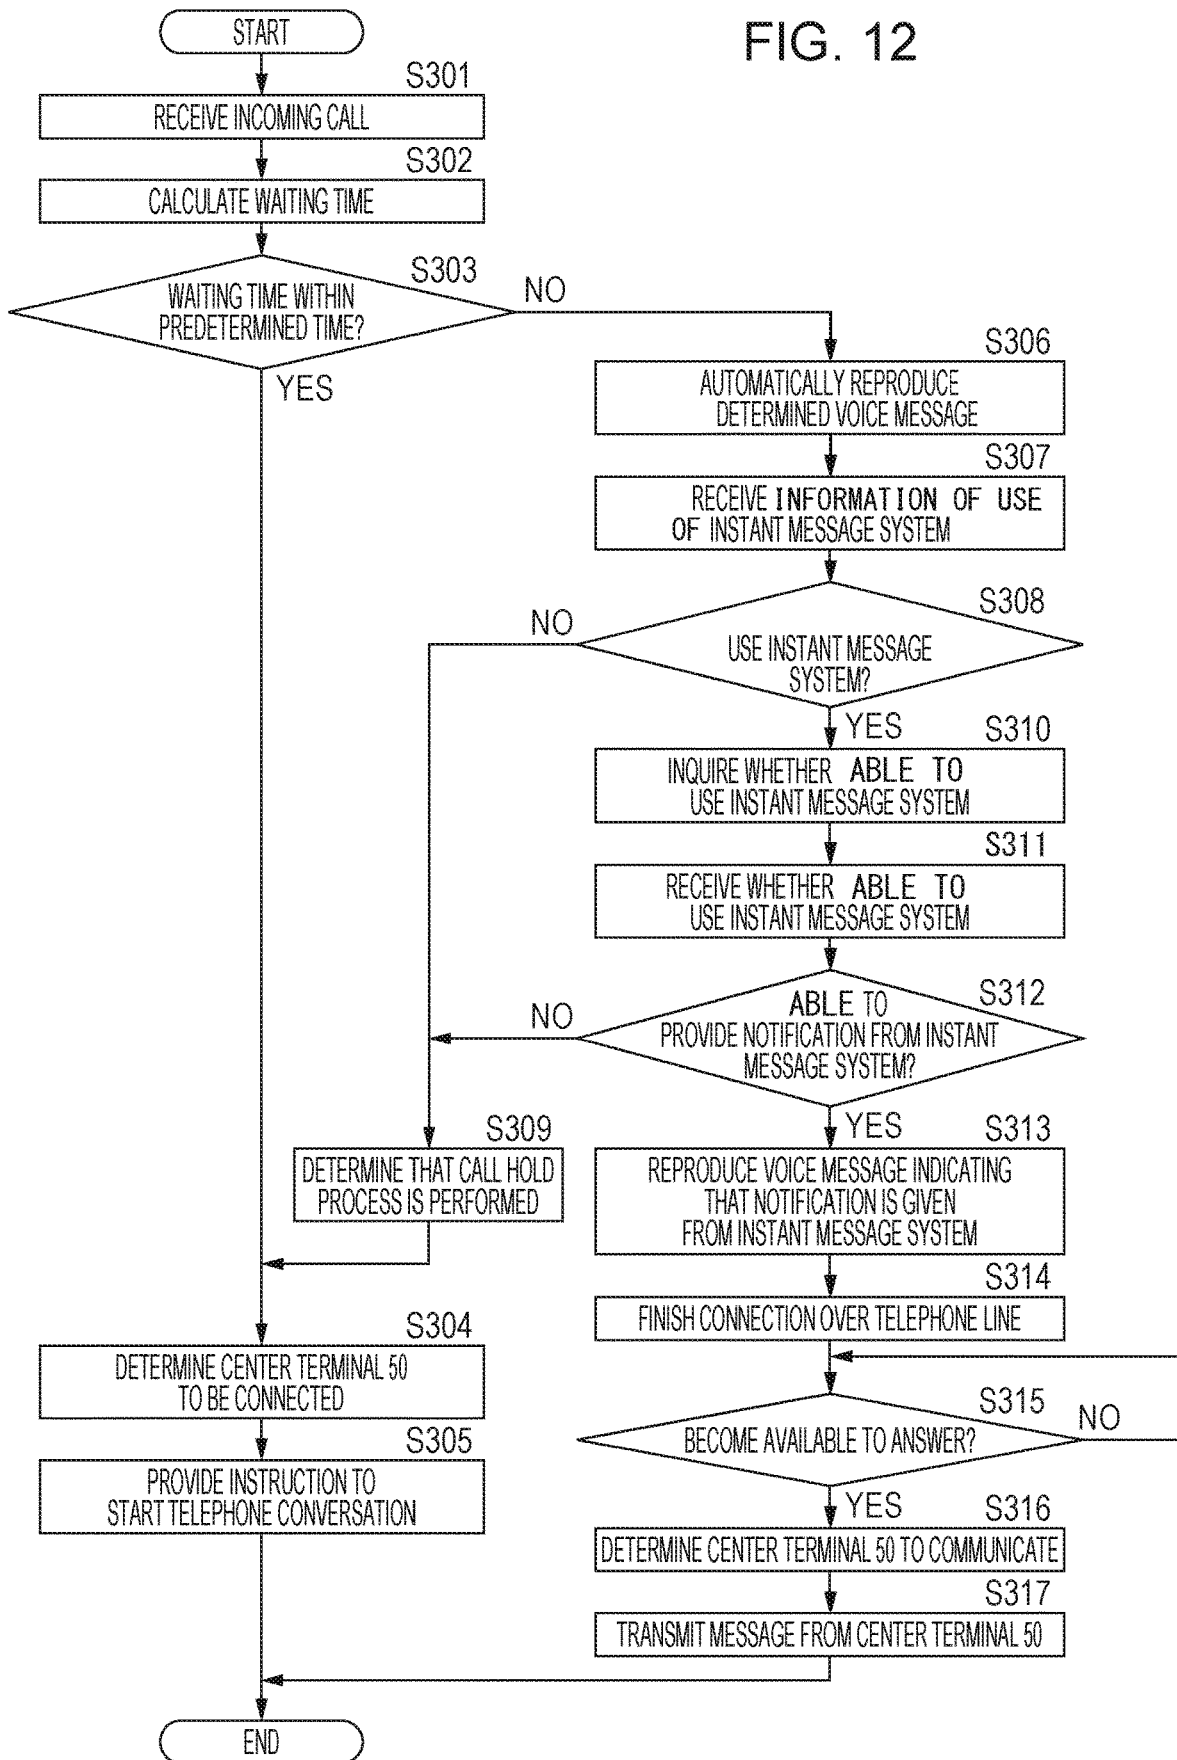 FIG. 12
START
S301
RECEIVE INCOMING CALL
S302
CALCULATE WAITING TIME
S303
WAITING TIME WITHIN
PREDETERMINED TIME?
NO
YES
S306
AUTOMATICALLY REPRODUCE
DETERMINED VOICE MESSAGE
S307
RECEIVE INFORMATION OF USE
OF INSTANT MESSAGE SYSTEM
S308
NO
USE INSTANT MESSAGE
SYSTEM?
YES
S310
INQUIRE WHETHER ABLE TO
USE INSTANT MESSAGE SYSTEM
S311
RECEIVE WHETHER ABLE TO
USE INSTANT MESSAGE SYSTEM
S312
NO
ABLE TO
PROVIDE NOTIFICATION FROM INSTANT
MESSAGE SYSTEM?
YES
S309
DETERMINE THAT CALL HOLD
PROCESS IS PERFORMED
S313
REPRODUCE VOICE MESSAGE INDICATING
THAT NOTIFICATION IS GIVEN
FROM INSTANT MESSAGE SYSTEM
S314
FINISH CONNECTION OVER TELEPHONE LINE
S304
DETERMINE CENTER TERMINAL 50
TO BE CONNECTED
S305
PROVIDE INSTRUCTION TO
START TELEPHONE CONVERSATION
S315
BECOME AVAILABLE TO ANSWER?
NO
YES
S316
DETERMINE CENTER TERMINAL 50 TO COMMUNICATE
S317
TRANSMIT MESSAGE FROM CENTER TERMINAL 50
END